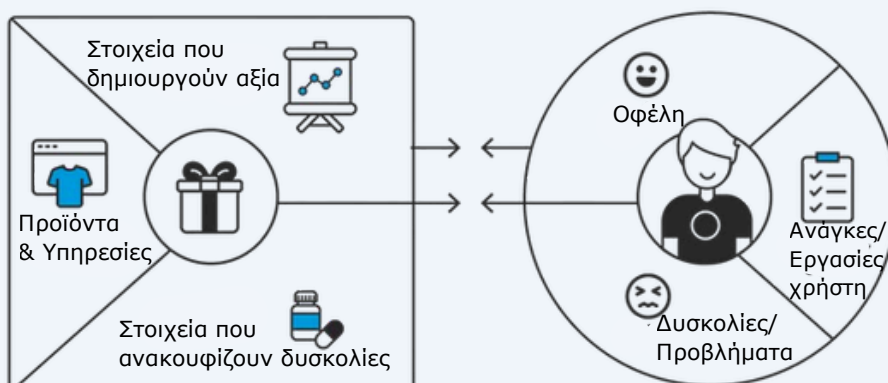 Στοιχεία που
δημιουργούν αξία
Προϊόντα
& Υπηρεσίες
Στοιχεία που
ανακουφίζουν δυσκολίες
Οφέλη
Ανάγκες/
Εργασίες
χρήστη
Δυσκολίες/
Προβλήματα